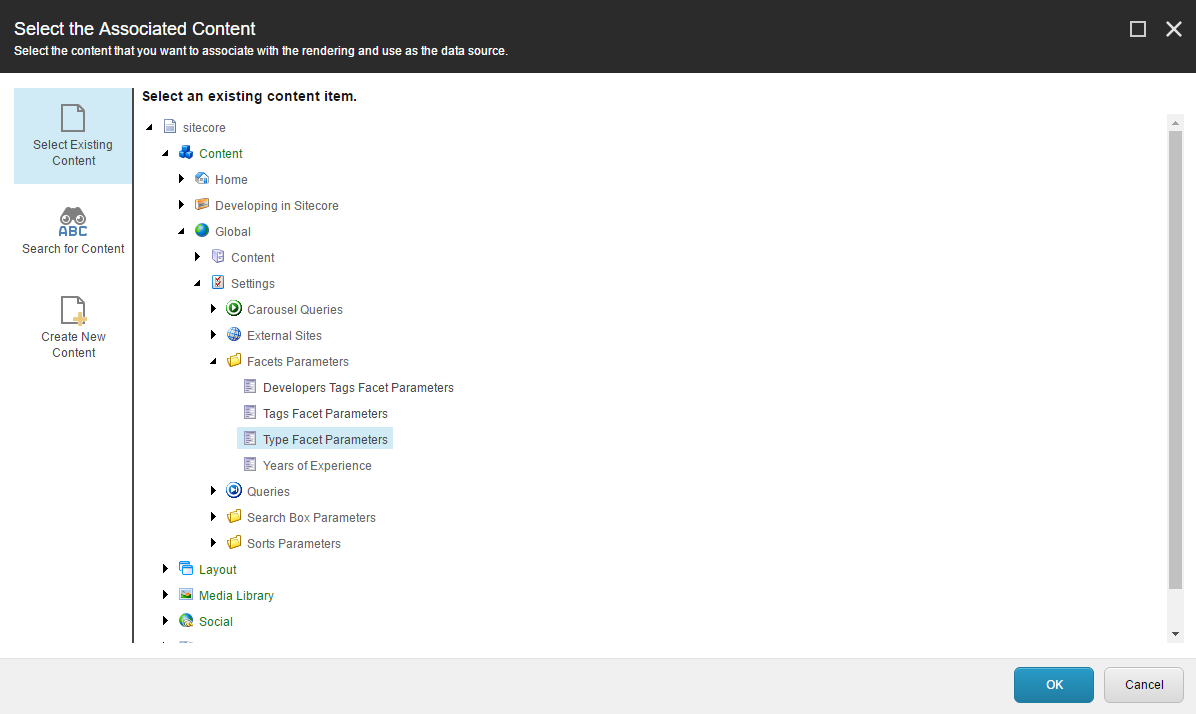 Select the Associated Content
Select the content that you want to associate with the rendering and use as the data source.
Select Existing
Content
ABC
Search for Content
Create New
Content
Select an existing content item.
sitecore
Content
Home
Developing in Sitecore
Global
Content
Settings
Carousel Queries
External Sites
Facets Parameters
Developers Tags Facet Parameters
Tags Facet Parameters
Type Facet Parameters
Years of Experience
Queries
Search Box Parameters
Sorts Parameters
Layout
Media Library
Social
OK
Cancel